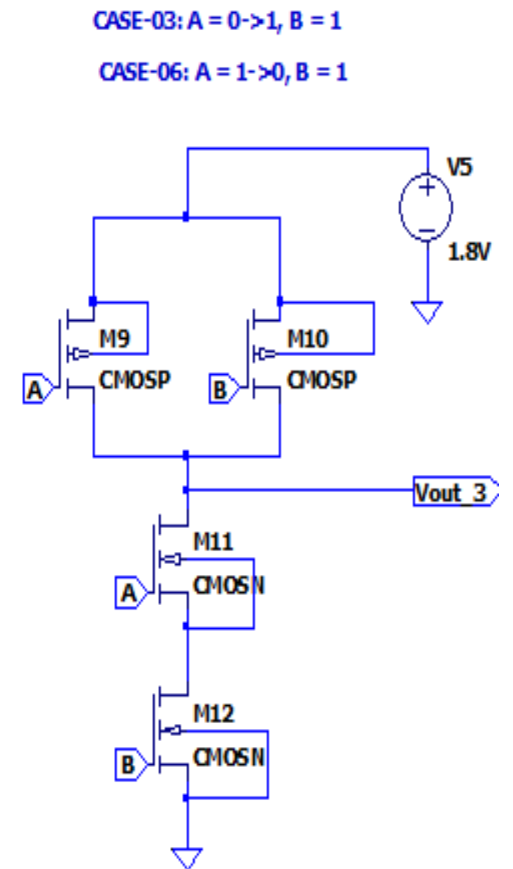 CASE-03: A = 0->1, B = 1
CASE-06: A = 1->0, B = 1
V5
1.8V
M9
CMOSP
A
M10
CMOSP
B
Vout_3
M11
CMOSN
A
M12
CMOSN
B